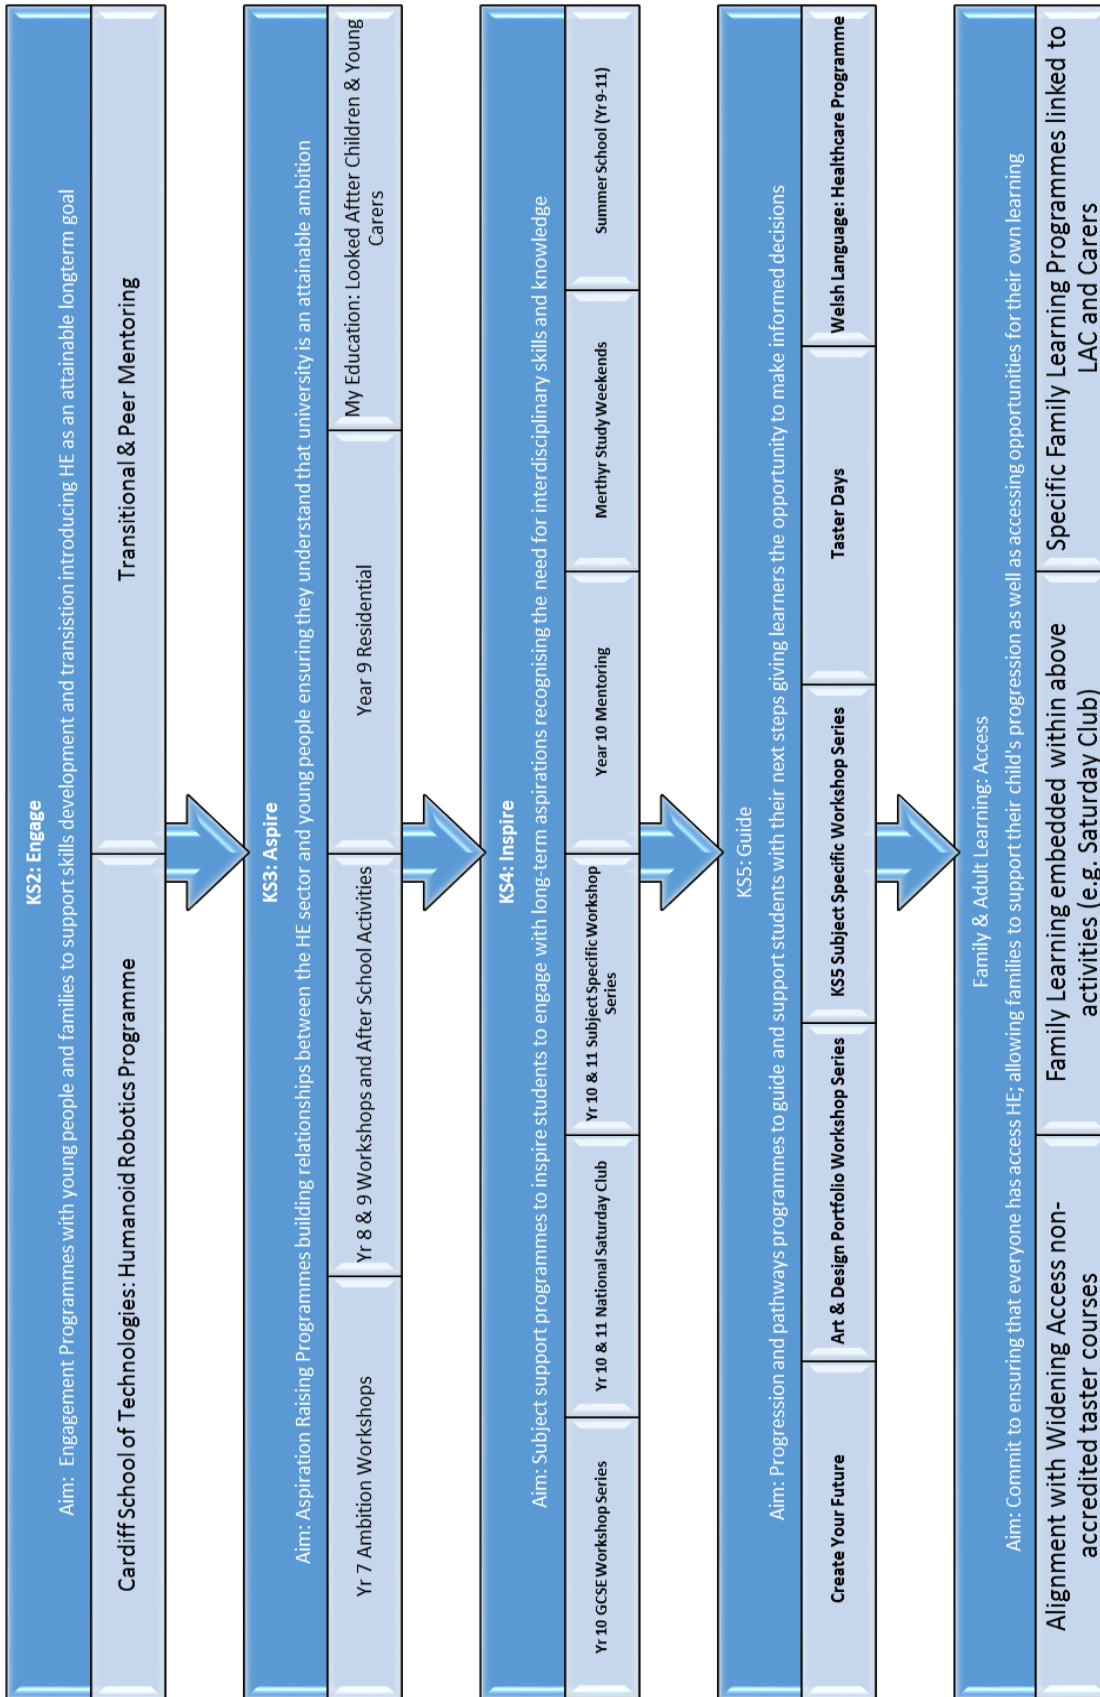 KS2: Engage
Aim:  Engagement Programmes with young people and families to support skills development and transistion introducing HE as an attainable longterm goal
Cardiff School of Technologies: Humanoid Robotics Programme
Transitional & Peer Mentoring
KS3: Aspire
Aim: Aspiration Raising Programmes building relationships between the HE sector and young people ensuring they understand that university is an attainable ambition
Yr 7 Ambition Workshops
Yr 8 & 9 Workshops and After School Activities
Year 9 Residential
My Education: Looked Aftter Children & Young
Carers
KS4: Inspire
Aim: Subject support programmes to inspire students to engage with long-term aspirations recognising the need for interdisciplinary skills and knowledge
Yr 10 GCSE Workshop Series
Yr 10 & 11 National Saturday Club
Yr 10 & 11 Subject Specific Workshop
Series
Year 10 Mentoring
Merthyr Study Weekends
Summer School (Yr 9-11)
KS5: Guide
Aim: Progression and pathways programmes to guide and support students with their next steps giving learners the opportunity to make informed decisions
Create Your Future
Art & Design Portfolio Workshop Series
KS5 Subject Specific Workshop Series
Taster Days
Welsh Language: Healthcare Programme
Family & Adult Learning: Access
Aim: Commit to ensuring that everyone has access HE; allowing families to support their child's progression as well as accessing opportunities for their own learning
Alignment with Widening Access non-
accredited taster courses
Family Learning embedded within above
activities (e.g. Saturday Club)
Specific Family Learning Programmes linked to
LAC and Carers